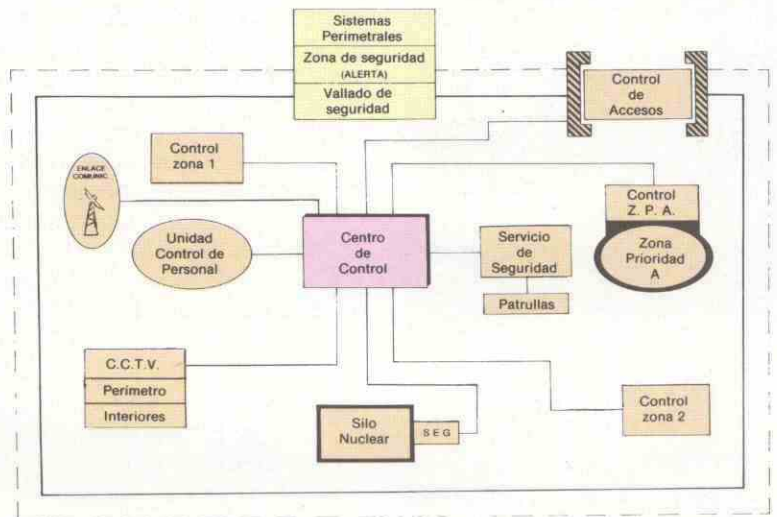 Sistemas
Perimetrales
Zona de seguridad
(ALERTA)
Vallado de
seguridad
Control
de
Accesos
Control
zona 1
ENLACE
COMUNIC.
Control
Z. P. A.
Unidad
Control de
Personal
Centro
de
Control
Servicio
de
Seguridad
Zona
Prioridad
A
Patrullas
C.C.T.V.
Perímetro
Interiores
Silo
Nuclear
S E G
Control
zona 2